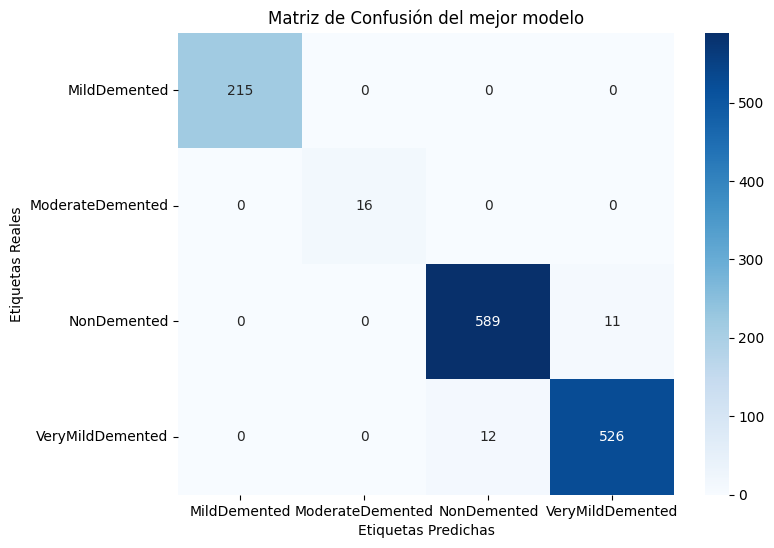 Matriz de Confusión del mejor modelo
MildDemented 215 0 0 0
ModerateDemented 0 16 0 0
NonDemented 0 0 589 11
VeryMildDemented 0 0 12 526
MildDemented ModerateDemented NonDemented VeryMildDemented
Etiquetas Predichas
Etiquetas Reales
500
400
300
200
100
0